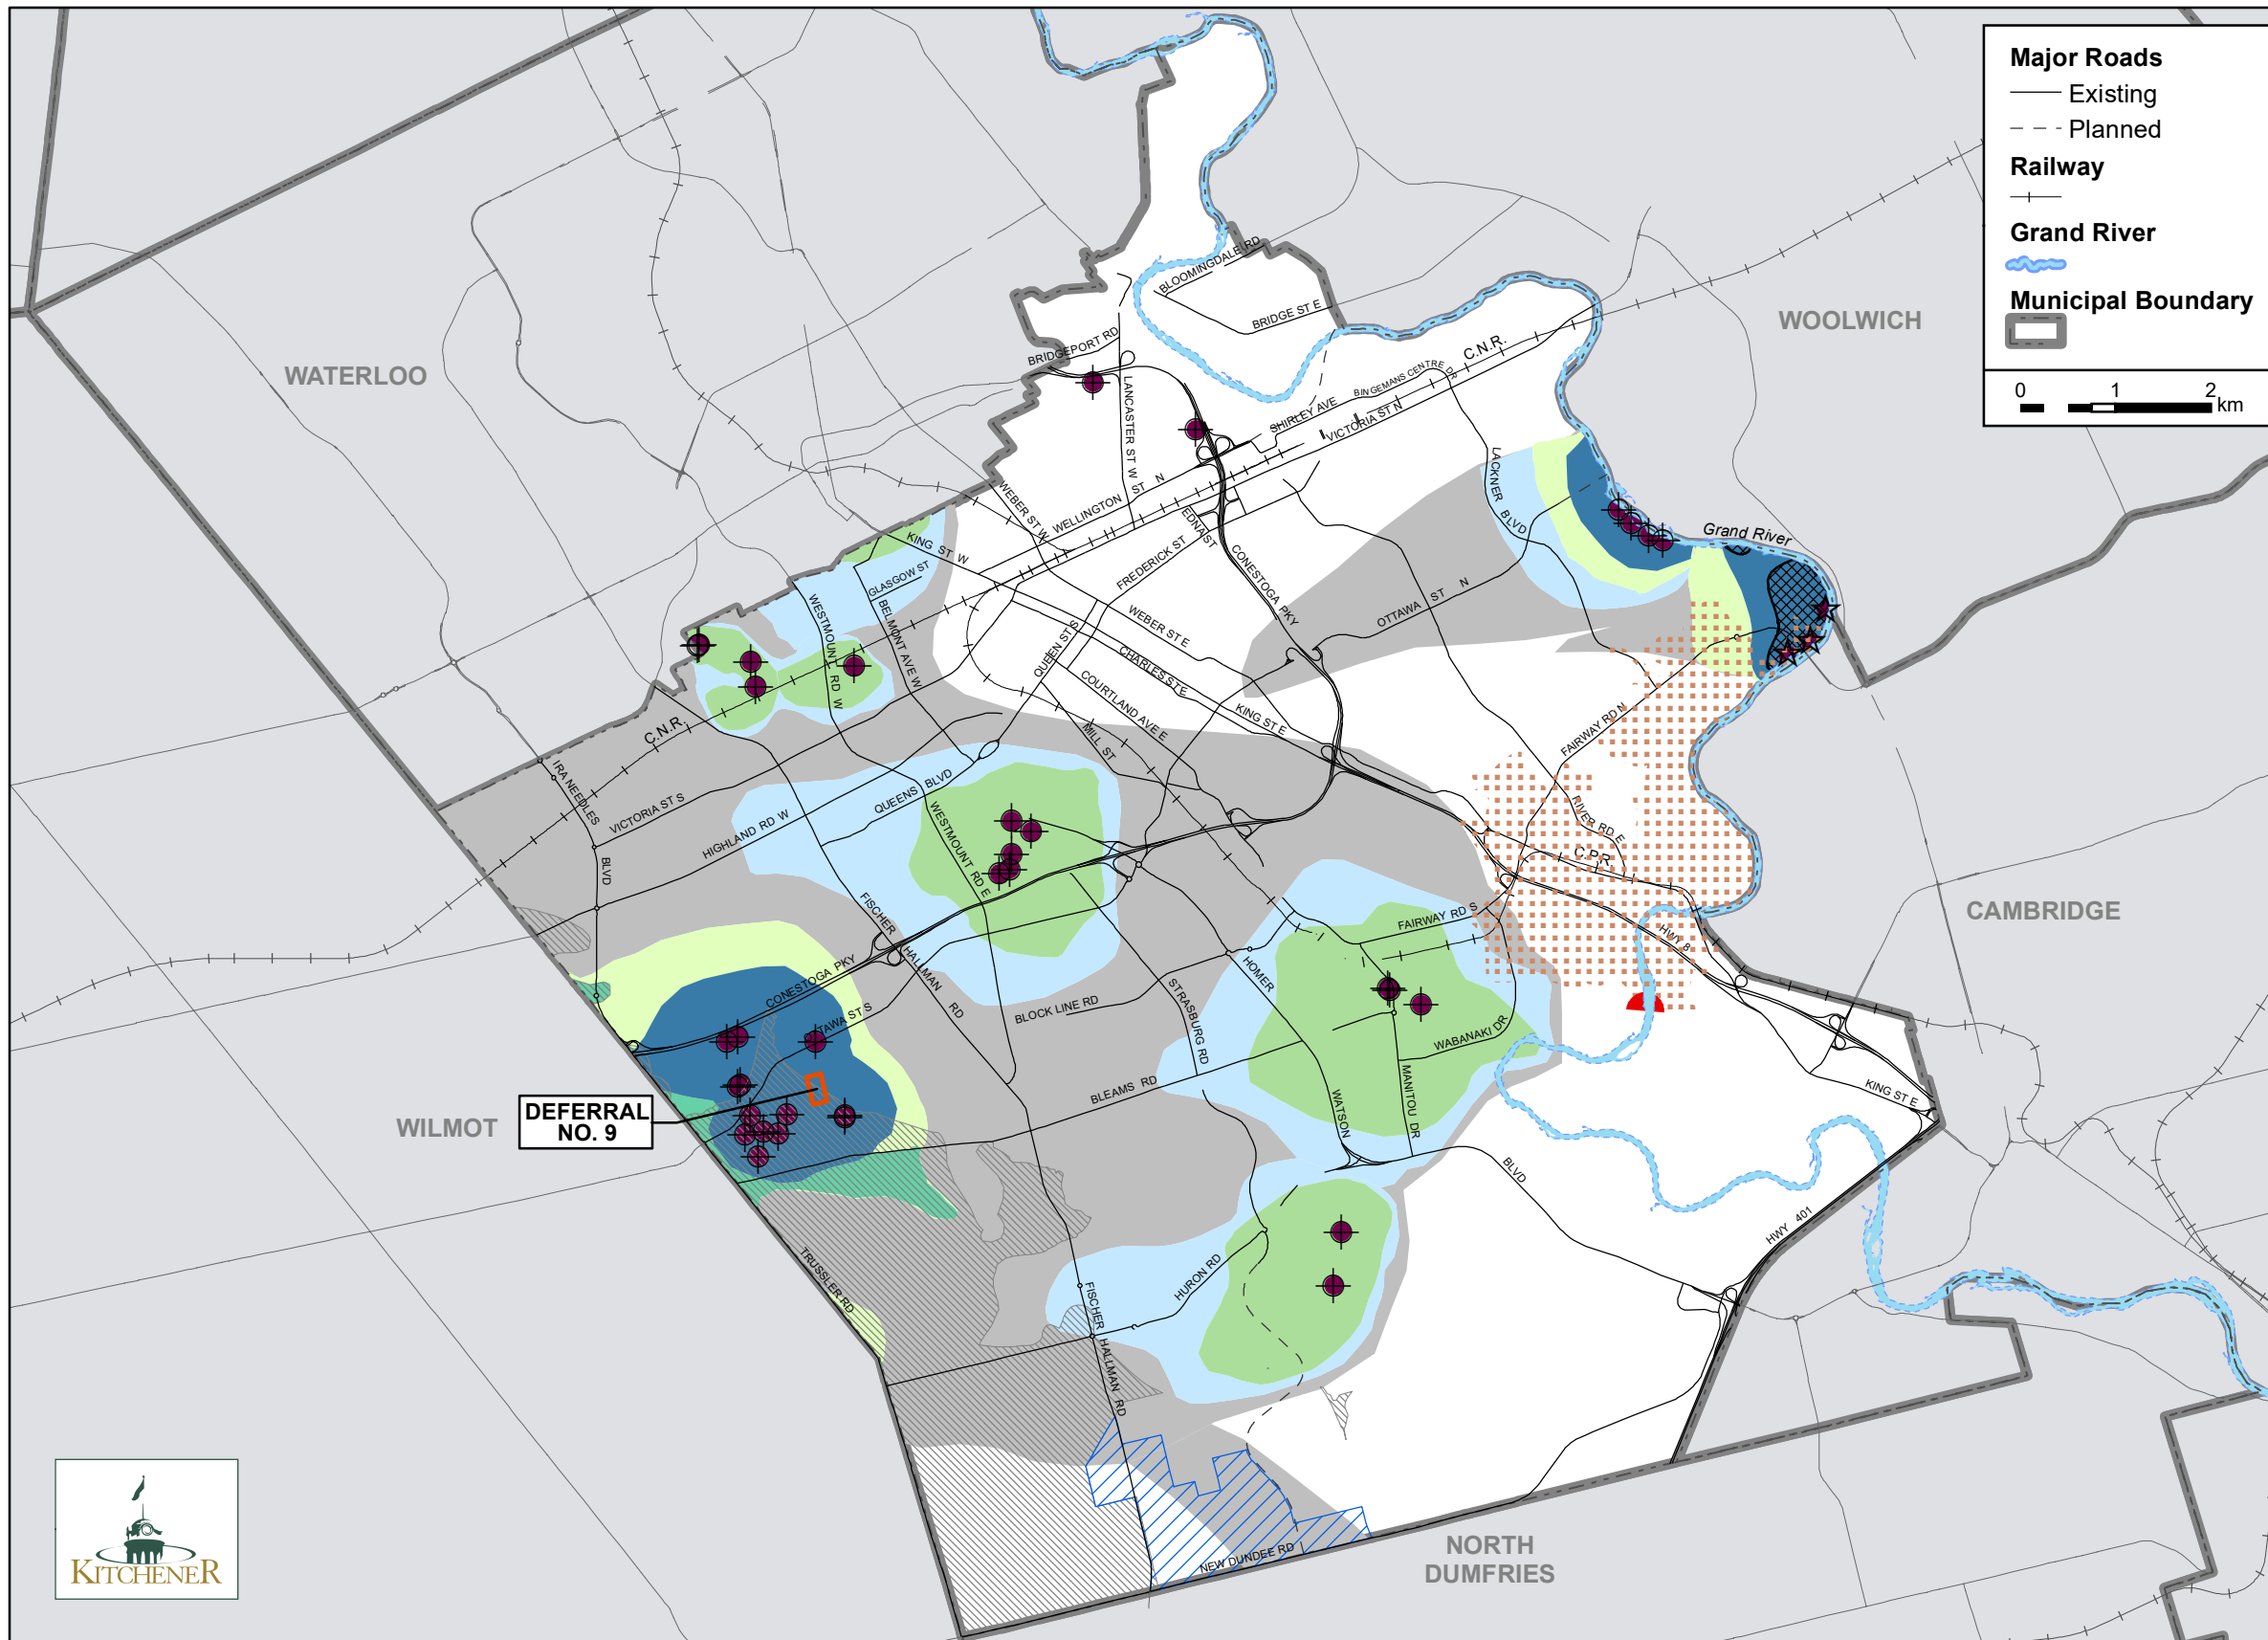 Major Roads
Existing
Planned
Railway
Grand River
Municipal Boundary
0 1 2
km
WATERLOO
WOOLWICH
CAMBRIDGE
WILMOT
NORTH
DUMFRIES
DEFERRAL
NO. 9
KITCHENER
BLOOMINGDALE RD
BRIDGE ST E
BRIDGEPORT RD
C.N.R.
BINGEMANS CENTRE DR
SHIRLEY AVE
VICTORIA ST N
LANCASTER ST W
WELLINGTON ST N
WEBER ST W
EDNA ST
FREDERICK ST
CONESTOGA PKY
LACKNER BLVD
Grand River
KING ST W
GLASGOW ST
BELMONT AVE W
WESTMOUNT RD W
OTTAWA ST N
WEBER ST E
QUEEN ST S
CHARLES ST E
COURTLAND AVE E
KING ST E
MILL ST
FAIRWAY RD N
C.N.R.
IRA NEEDLES
BLVD
VICTORIA ST S
HIGHLAND RD W
QUEENS BLVD
WESTMOUNT RD E
RIVER RD E
C.P.R.
FISCHER
HALLMAN
RD
CONESTOGA PKY
OTTAWA ST S
BLOCK LINE RD
STRASBURG RD
HOMER
WATSON
BLVD
FAIRWAY RD S
HWY 8
WABANAKI DR
MANITOU DR
BLEAMS RD
KING ST E
HWY 401
TRUSSLER RD
HURON RD
FISCHER
HALLMAN RD
NEW DUNDEE RD